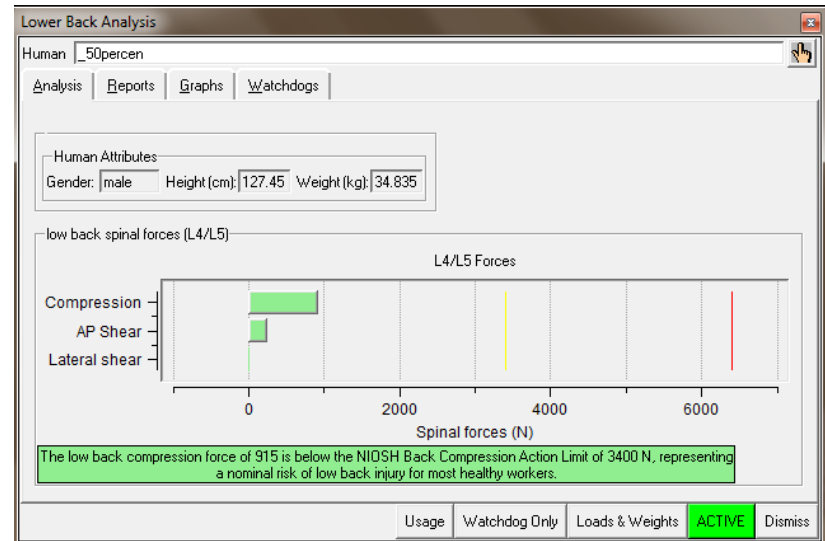 Lower Back Analysis
Human _50percen
Analysis Reports Graphs Watchdogs
Human Attributes
Gender: male Height (cm): 127.45 Weight (kg): 34.835
low back spinal forces (L4/L5)
L4/L5 Forces
Compression
AP Shear
Lateral shear
0 2000 4000 6000
Spinal forces (N)
The low back compression force of 915 is below the NIOSH Back Compression Action Limit of 3400 N, representing
a nominal risk of low back injury for most healthy workers.
Usage Watchdog Only Loads & Weights ACTIVE Dismiss